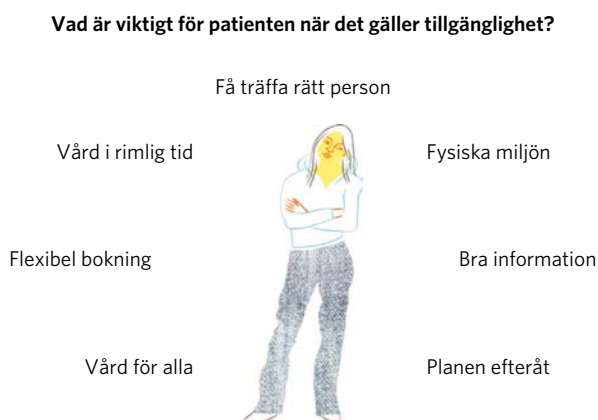 Vad är viktigt för patienten när det gäller tillgänglighet?
Få träffa rätt person
Vård i rimlig tid
Fysiska miljön
Flexibel bokning
Bra information
Vård för alla
Planen efteråt